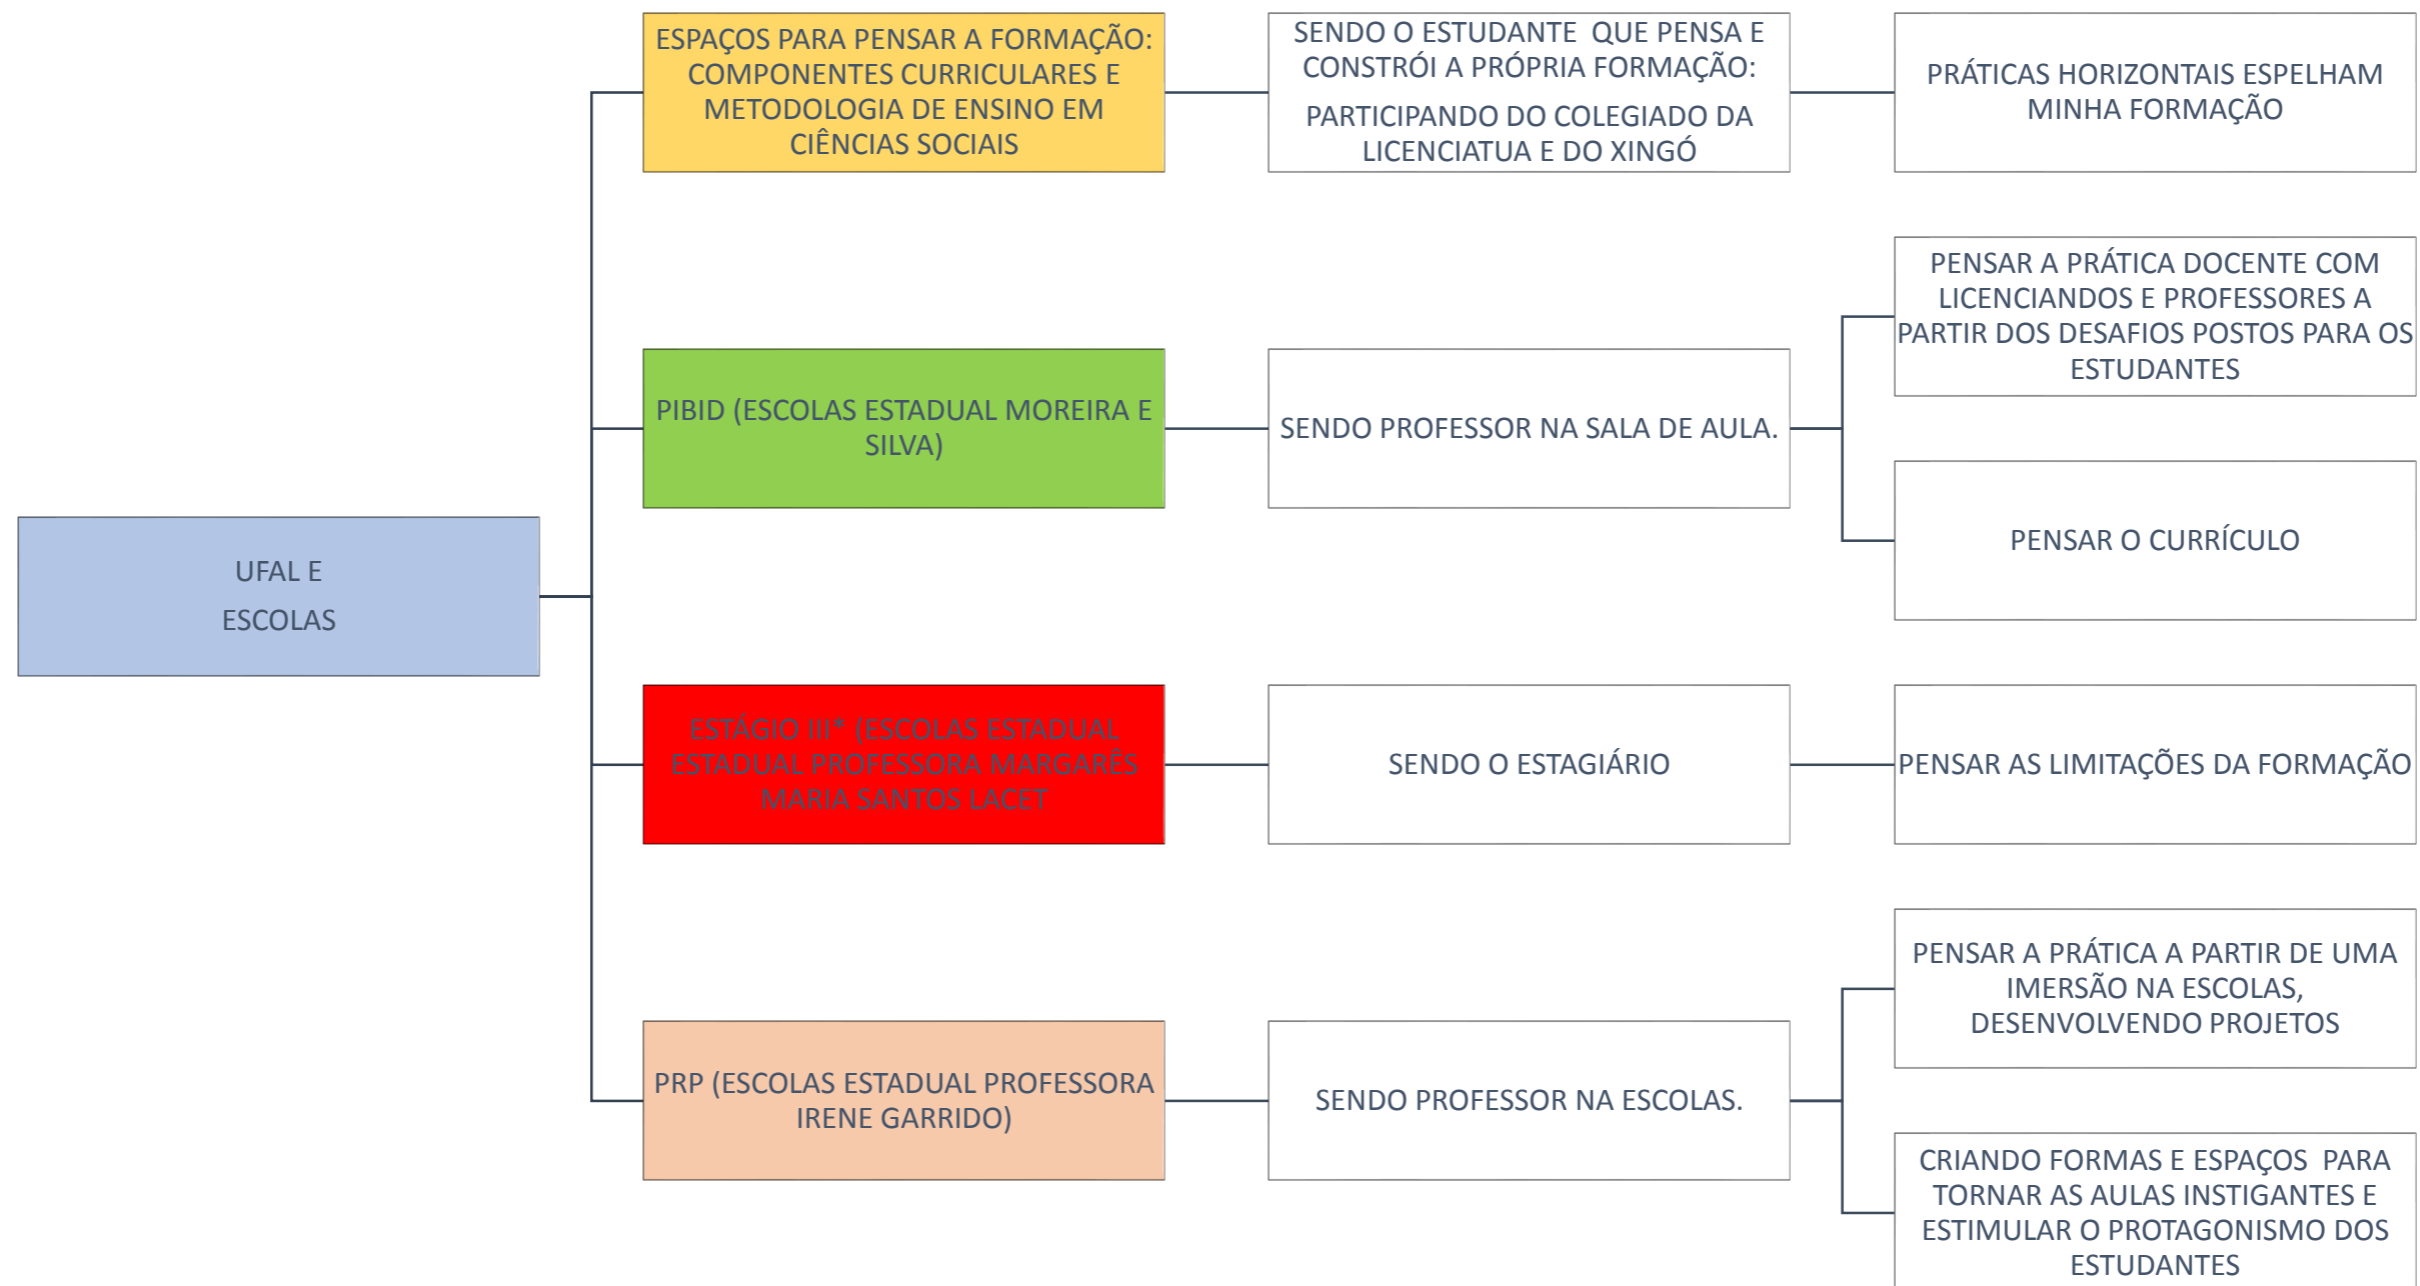 ESPAÇOS PARA PENSAR A FORMAÇÃO:
COMPONENTES CURRICULARES E
METODOLOGIA DE ENSINO EM
CIÊNCIAS SOCIAIS
SENDO O ESTUDANTE  QUE PENSA E
CONSTRÓI A PRÓPRIA FORMAÇÃO:
PARTICIPANDO DO COLEGIADO DA
LICENCIATUA E DO XINGÓ
PRÁTICAS HORIZONTAIS ESPELHAM
MINHA FORMAÇÃO
PIBID (ESCOLAS ESTADUAL MOREIRA E
SILVA)
SENDO PROFESSOR NA SALA DE AULA.
PENSAR A PRÁTICA DOCENTE COM
LICENCIANDOS E PROFESSORES A
PARTIR DOS DESAFIOS POSTOS PARA OS
ESTUDANTES
PENSAR O CURRÍCULO
UFAL E
ESCOLAS
ESTÁGIO III* (ESCOLAS ESTADUAL
ESTADUAL PROFESSORA MARGARÊS
MARIA SANTOS LACET
SENDO O ESTAGIÁRIO
PENSAR AS LIMITAÇÕES DA FORMAÇÃO
PRP (ESCOLAS ESTADUAL PROFESSORA
IRENE GARRIDO)
SENDO PROFESSOR NA ESCOLAS.
PENSAR A PRÁTICA A PARTIR DE UMA
IMERSÃO NA ESCOLAS,
DESENVOLVENDO PROJETOS
CRIANDO FORMAS E ESPAÇOS  PARA
TORNAR AS AULAS INSTIGANTES E
ESTIMULAR O PROTAGONISMO DOS
ESTUDANTES